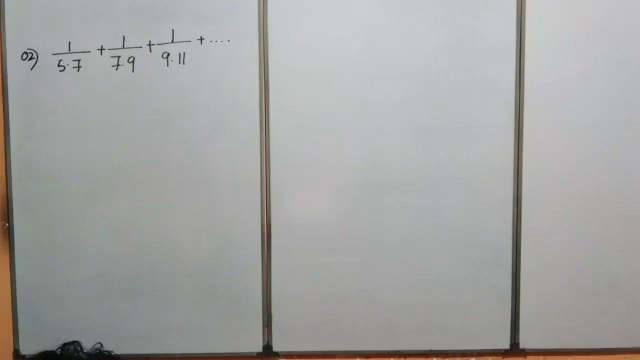 02) 1/5·7 + 1/7·9 + 1/9·11 + ....